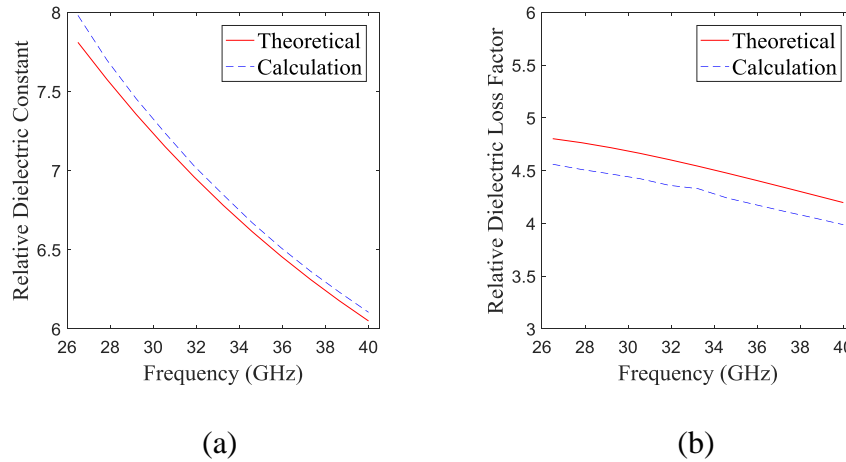 8
7.5
7
6.5
6
Relative Dielectric Constant
Theoretical
Calculation
26 28 30 32 34 36 38 40
Frequency (GHz)
(a)
6
5.5
5
4.5
4
3.5
3
Relative Dielectric Loss Factor
Theoretical
Calculation
26 28 30 32 34 36 38 40
Frequency (GHz)
(b)